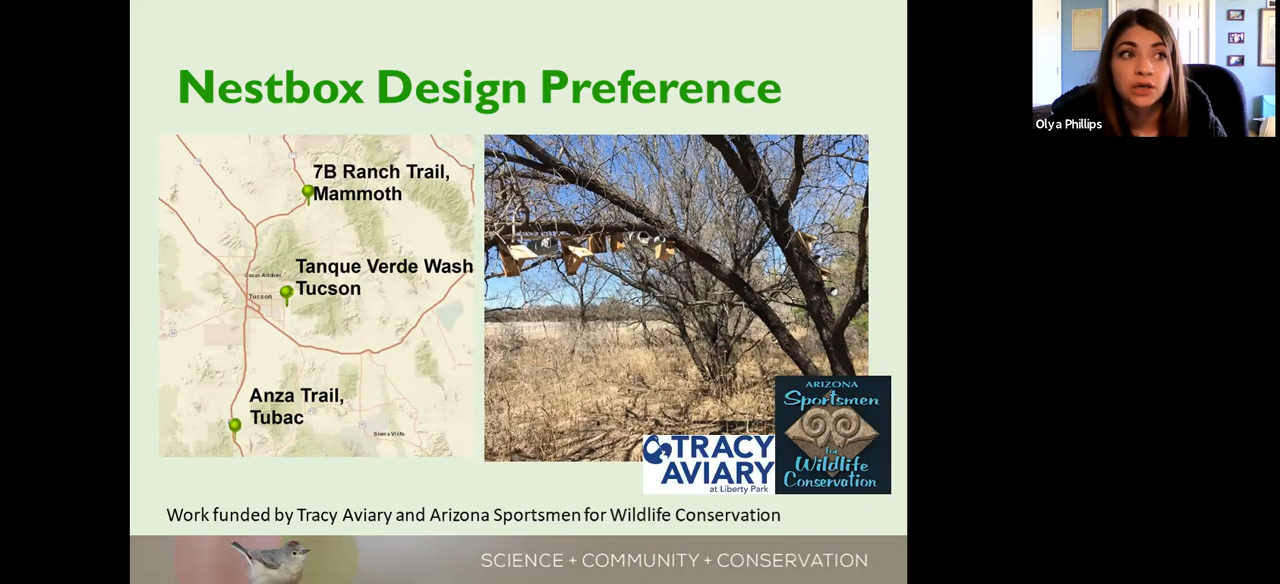 Nestbox Design Preference
7B Ranch Trail,
Mammoth
Tanque Verde Wash
Tucson
Casas Adobes
Tucson
Anza Trail,
Tubac
Sierra Vista
TRACY
AVIARY
at Liberty Park
ARIZONA
Sportsmen
for
Wildlife
Conservation
Work funded by Tracy Aviary and Arizona Sportsmen for Wildlife Conservation
SCIENCE + COMMUNITY + CONSERVATION
Olya Phillips